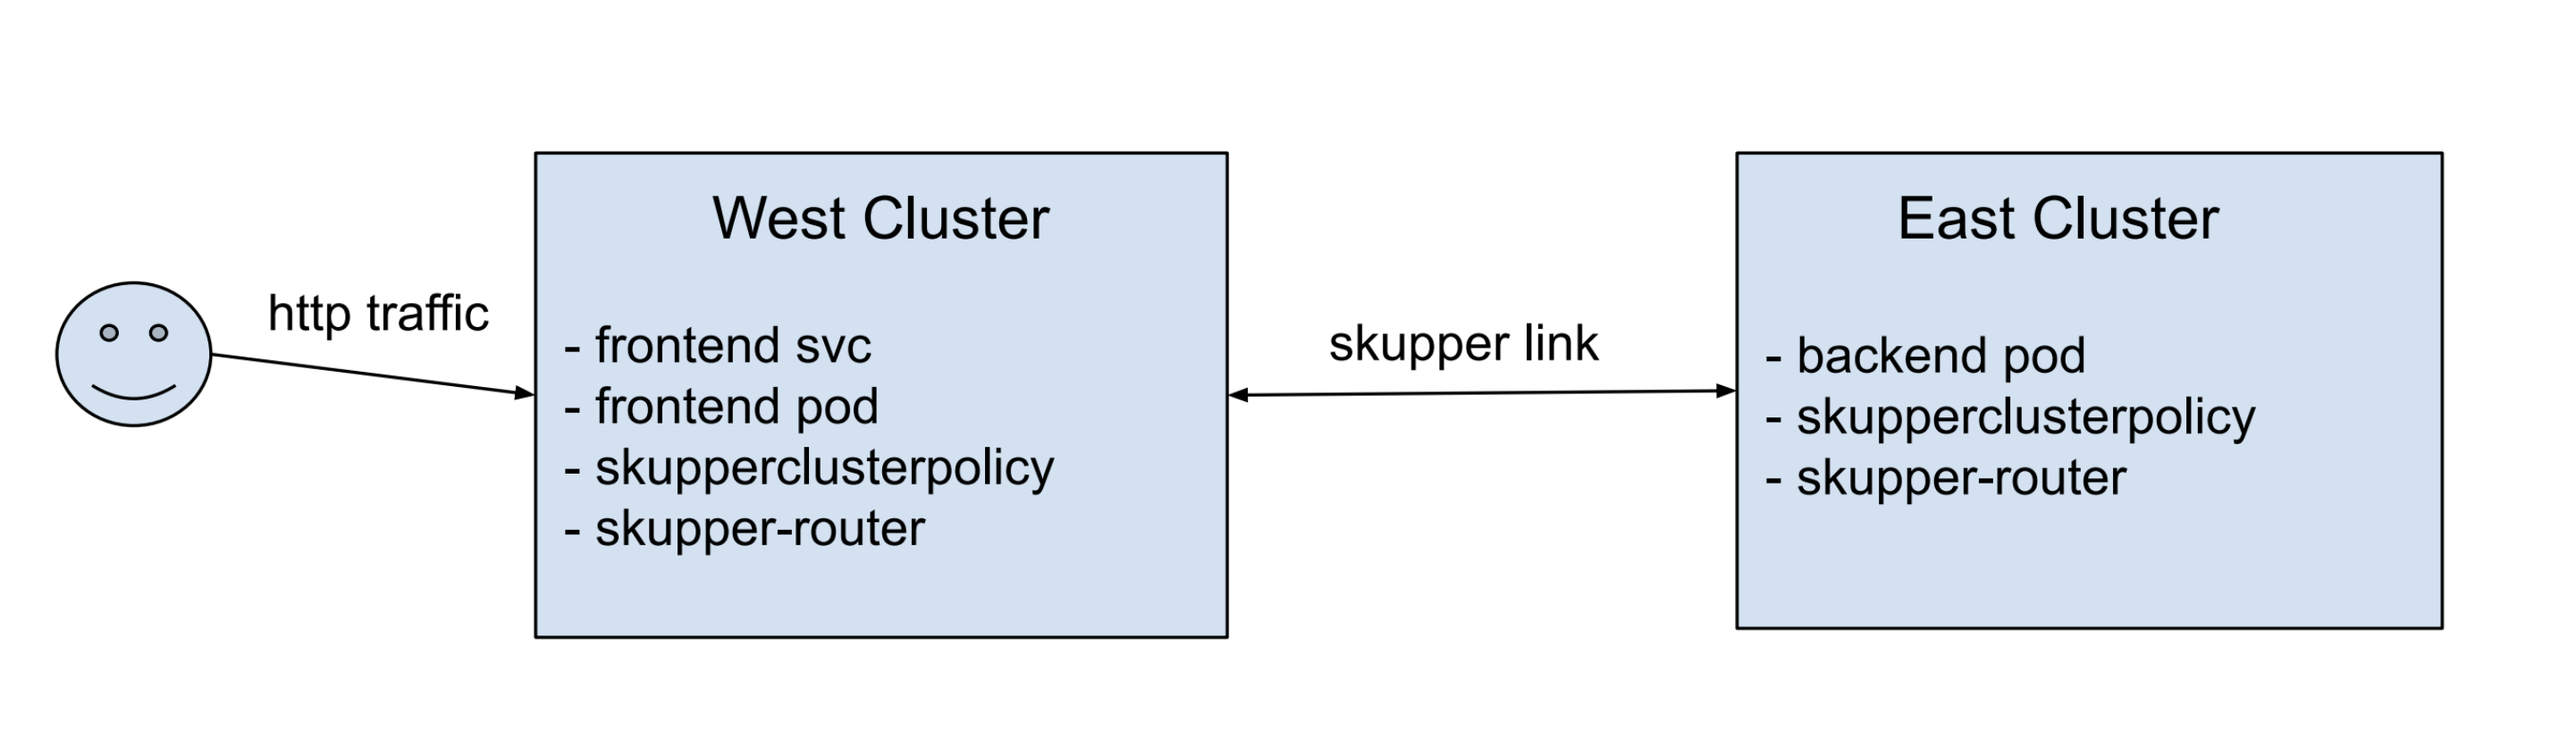 http traffic
West Cluster
- frontend svc
- frontend pod
- skupperclusterpolicy
- skupper-router
skupper link
East Cluster
- backend pod
- skupperclusterpolicy
- skupper-router